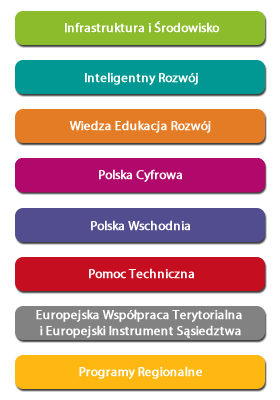 Infrastruktura i Środowisko
Inteligentny Rozwój
Wiedza Edukacja Rozwój
Polska Cyfrowa
Polska Wschodnia
Pomoc Techniczna
Europejska Współpraca Terytorialna
i Europejski Instrument Sąsiedztwa
Programy Regionalne